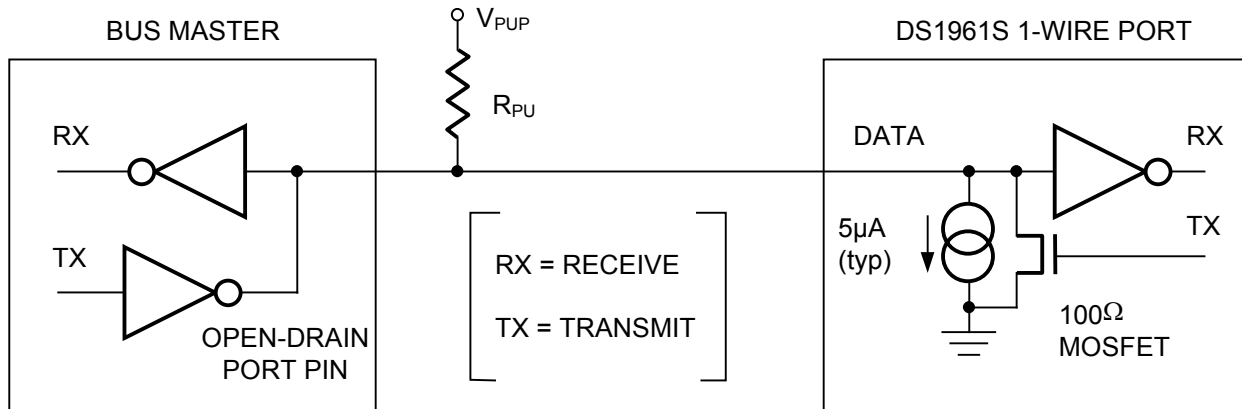 BUS MASTER
V_PUP
DS1961S 1-WIRE PORT
R_PU
RX
DATA
RX
TX
5µA
(typ)
TX
RX = RECEIVE
TX = TRANSMIT
OPEN-DRAIN
PORT PIN
100Ω
MOSFET